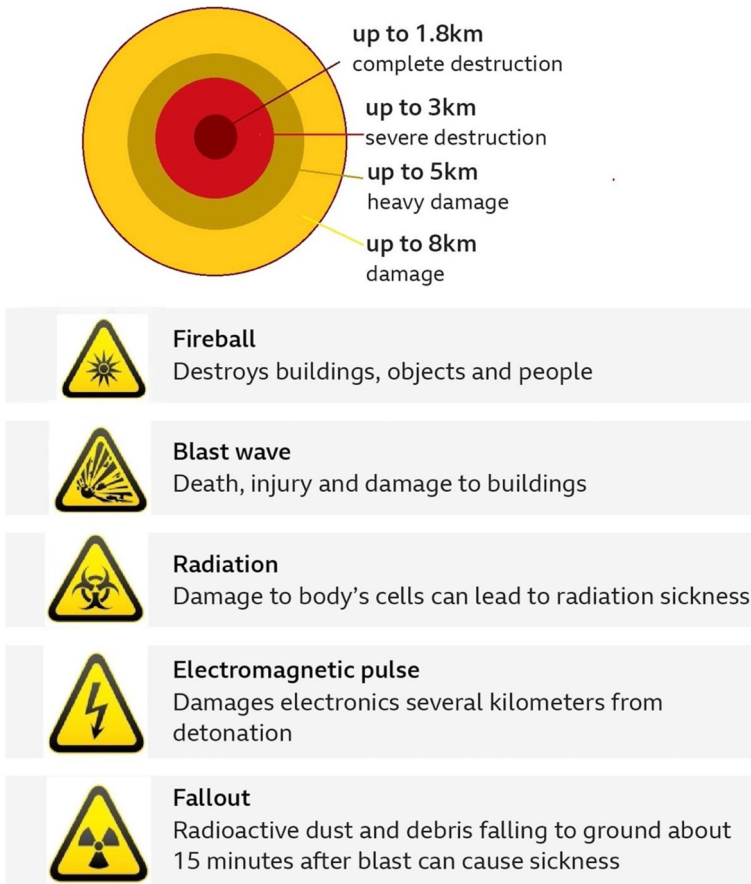 up to 1.8km
complete destruction
up to 3km
severe destruction
up to 5km
heavy damage
up to 8km
damage
Fireball
Destroys buildings, objects and people
Blast wave
Death, injury and damage to buildings
Radiation
Damage to body’s cells can lead to radiation sickness
Electromagnetic pulse
Damages electronics several kilometers from
detonation
Fallout
Radioactive dust and debris falling to ground about
15 minutes after blast can cause sickness